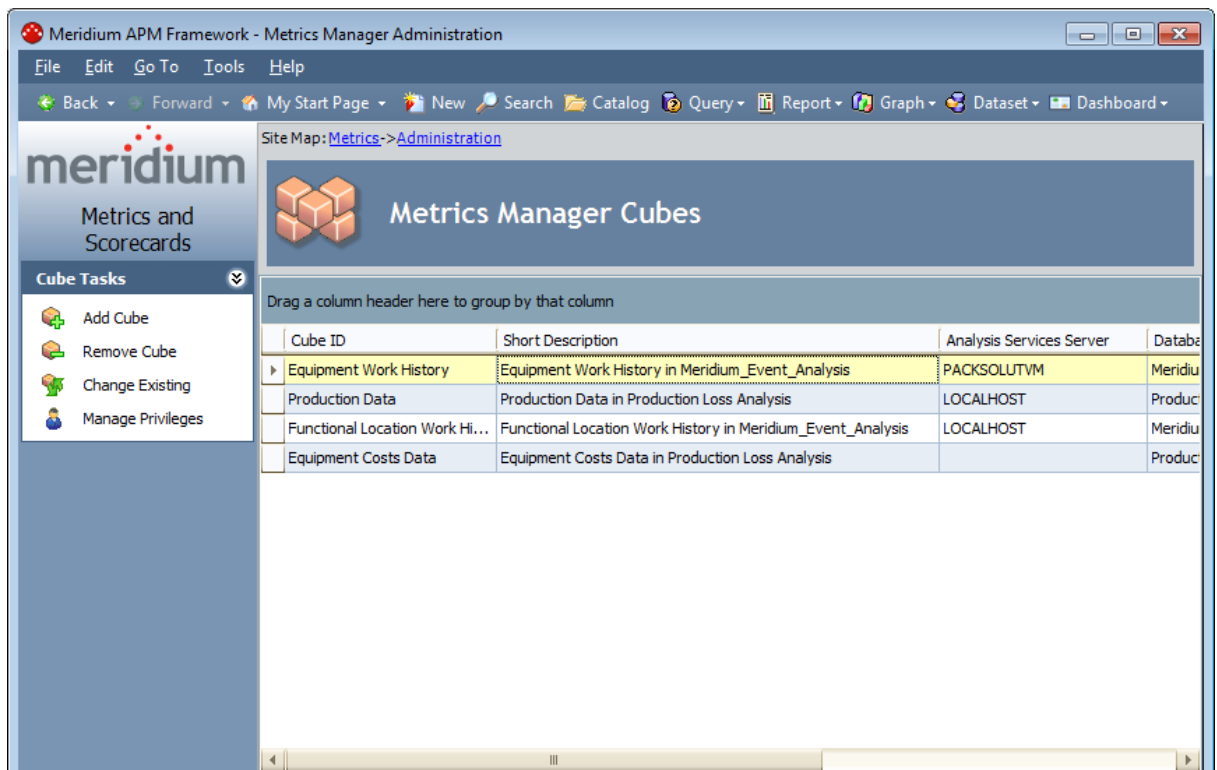 Meridium APM Framework - Metrics Manager Administration
File Edit Go To Tools Help
Back Forward My Start Page New Search Catalog Query Report Graph Dataset Dashboard
meridium
Metrics and
Scorecards
Cube Tasks
Add Cube
Remove Cube
Change Existing
Manage Privileges
Site Map: Metrics->Administration
Metrics Manager Cubes
Drag a column header here to group by that column
Cube ID Short Description Analysis Services Server Databa
Equipment Work History Equipment Work History in Meridium_Event_Analysis PACKSOLUTVM Meridiu
Production Data Production Data in Production Loss Analysis LOCALHOST Produc
Functional Location Work Hi... Functional Location Work History in Meridium_Event_Analysis LOCALHOST Meridiu
Equipment Costs Data Equipment Costs Data in Production Loss Analysis Produc